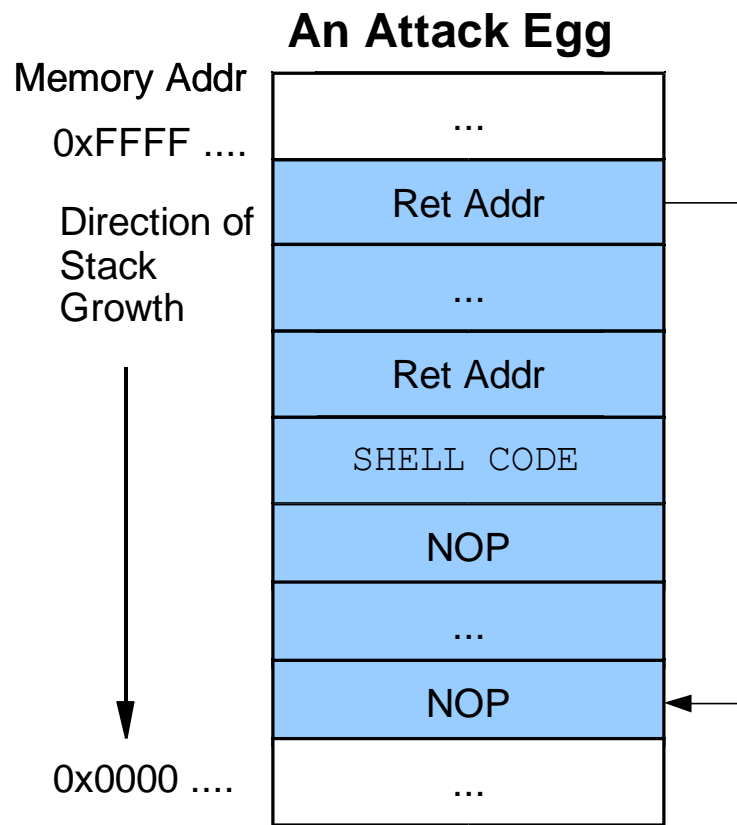 An Attack Egg
Memory Addr
0xFFFF ....
Direction of
Stack
Growth
0x0000 ....
...
Ret Addr
...
Ret Addr
SHELL CODE
NOP
...
NOP
...